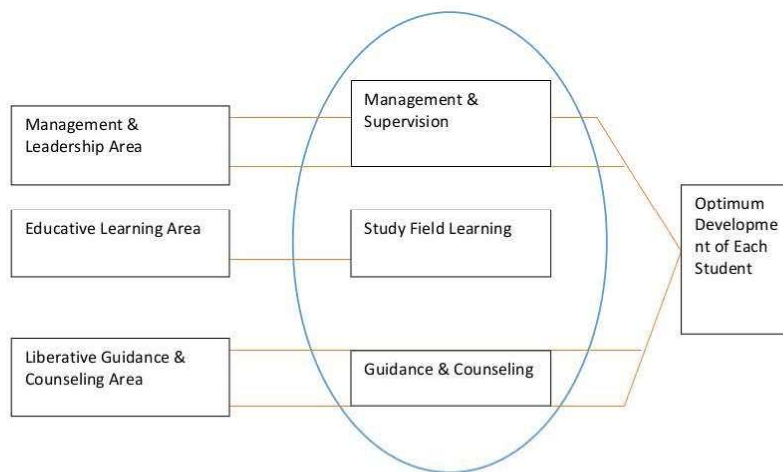 Management &
Leadership Area
Management &
Supervision
Educative Learning Area
Study Field Learning
Optimum
Developme
nt of Each
Student
Liberative Guidance &
Counseling Area
Guidance & Counseling